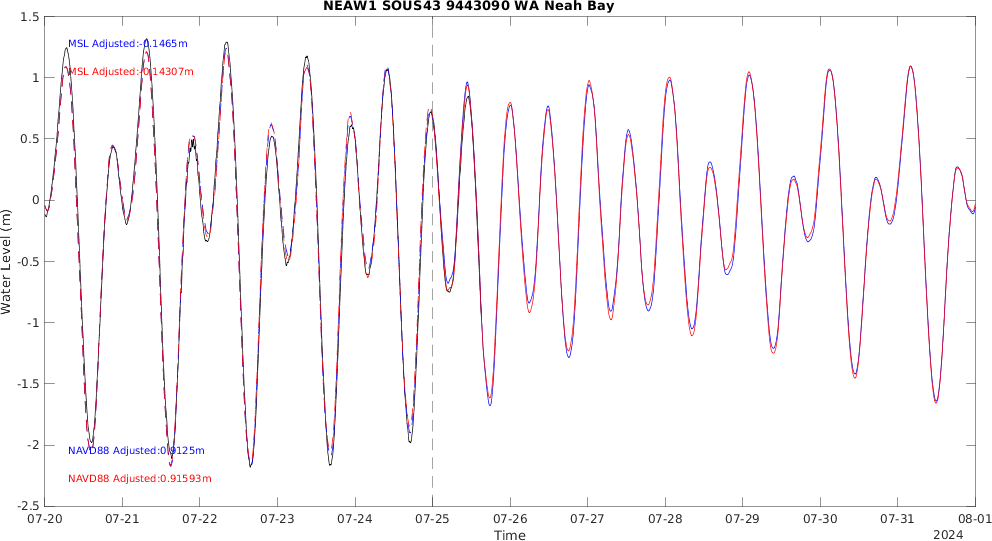 NEAW1 SOUS43 9443090 WA Neah Bay
1.5
1
0.5
0
-0.5
-1
-1.5
-2
-2.5
Water Level (m)
MSL Adjusted:-0.1465m
MSL Adjusted:-0.14307m
NAVD88 Adjusted:0.9125m
NAVD88 Adjusted:0.91593m
07-20 07-21 07-22 07-23 07-24 07-25 07-26 07-27 07-28 07-29 07-30 07-31 08-01
Time
2024